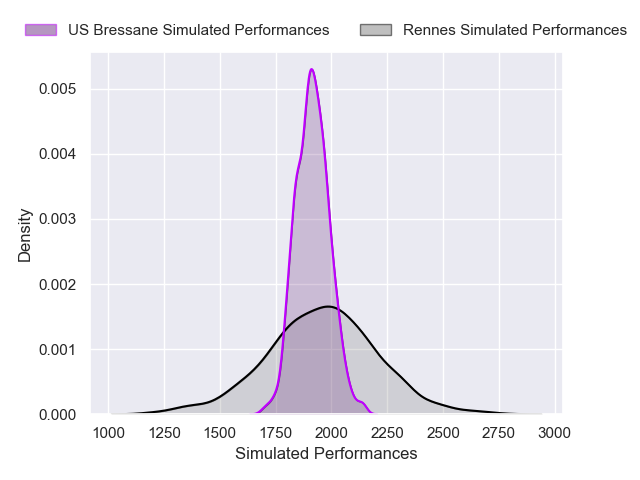 US Bressane Simulated Performances Rennes Simulated Performances
0.005
0.004
0.003
0.002
0.001
0.000
Density
1000 1250 1500 1750 2000 2250 2500 2750 3000
Simulated Performances